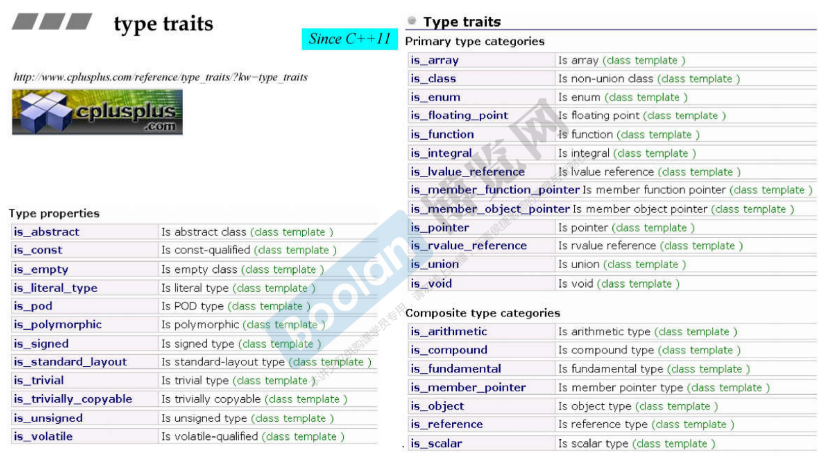 type traits
Since C++11
http://www.cplusplus.com/reference/type_traits/?kw=type_traits
cplusplus
.com
Type properties
is_abstract Is abstract class (class template )
is_const Is const-qualified (class template )
is_empty Is empty class (class template )
is_literal_type Is literal type (class template )
is_pod Is POD type (class template )
is_polymorphic Is polymorphic (class template )
is_signed Is signed type (class template )
is_standard_layout Is standard-layout type (class template )
is_trivial Is trivial type (class template )
is_trivially_copyable Is trivially copyable (class template )
is_unsigned Is unsigned type (class template )
is_volatile Is volatile-qualified (class template )
Type traits
Primary type categories
is_array Is array (class template )
is_class Is non-union class (class template )
is_enum Is enum (class template )
is_floating_point Is floating point (class template )
is_function Is function (class template )
is_integral Is integral (class template )
is_lvalue_reference Is lvalue reference (class template )
is_member_function_pointer Is member function pointer (class template )
is_member_object_pointer Is member object pointer (class template )
is_pointer Is pointer (class template )
is_rvalue_reference Is rvalue reference (class template )
is_union Is union (class template )
is_void Is void (class template )
Composite type categories
is_arithmetic Is arithmetic type (class template )
is_compound Is compound type (class template )
is_fundamental Is fundamental type (class template )
is_member_pointer Is member pointer type (class template )
is_object Is object type (class template )
is_reference Is reference type (class template )
is_scalar Is scalar type (class template )
Boolan
博览网